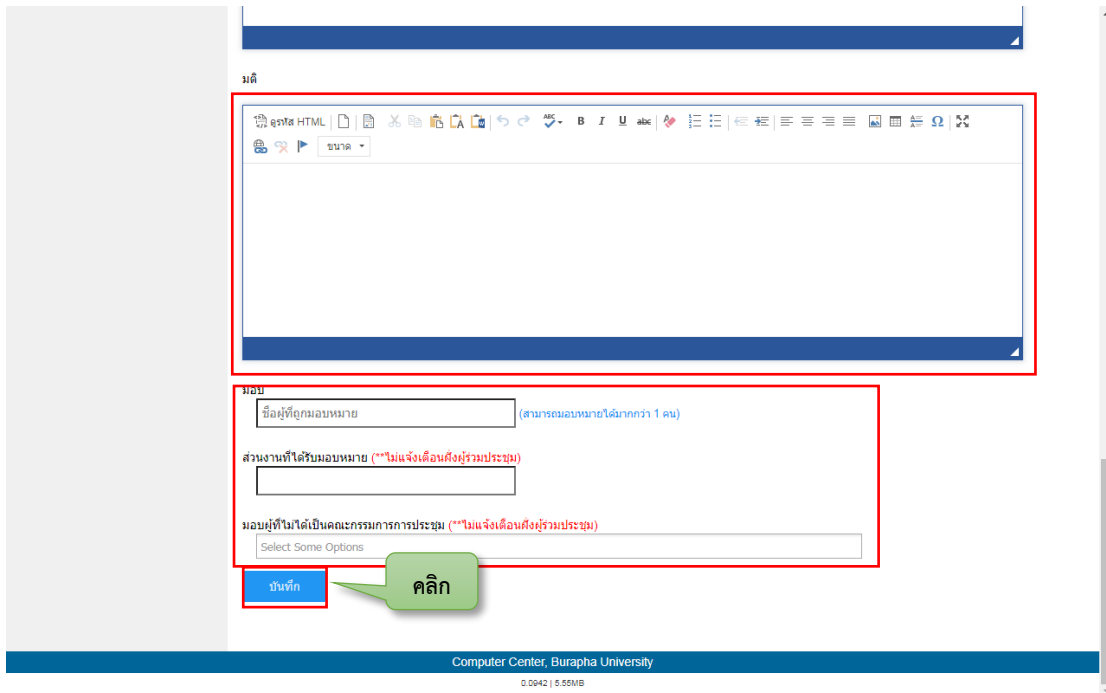 มติ
ดูรหัส HTML
ABC B I U abc Ω
ขนาด
มอบ
ชื่อผู้ที่ถูกมอบหมาย (สามารถมอบหมายได้มากกว่า 1 คน)
ส่วนงานที่ได้รับมอบหมาย (**ไม่แจ้งเตือนฝั่งผู้ร่วมประชุม)
มอบผู้ที่ไม่ได้เป็นคณะกรรมการการประชุม (**ไม่แจ้งเตือนฝั่งผู้ร่วมประชุม)
Select Some Options
บันทึก
คลิก
Computer Center, Burapha University
0.0942 | 5.55MB